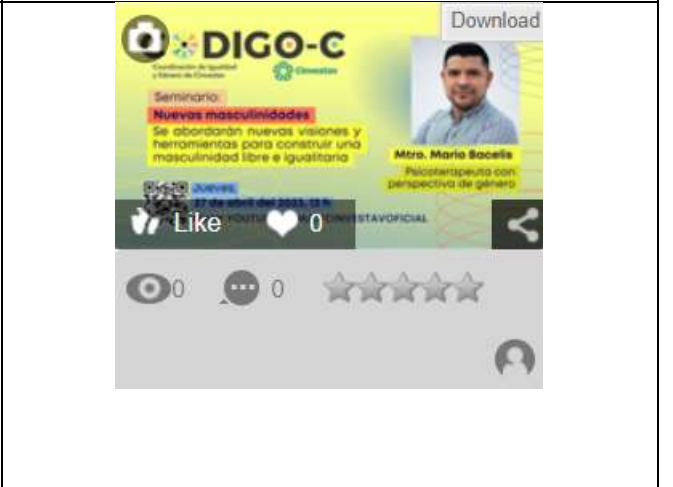 Download
DIGO-C
Coordinación de Igualdad
y Género de Cinvestav
Cinvestav
Seminario:
Nuevas masculinidades
Se abordarán nuevas visiones y
herramientas para construir una
masculinidad libre e igualitaria
Mtro. Mario Bacelis
Psicoterapeuta con
perspectiva de género
Jueves,
27 de abril del 2023, 12 h
Like 0
0 0